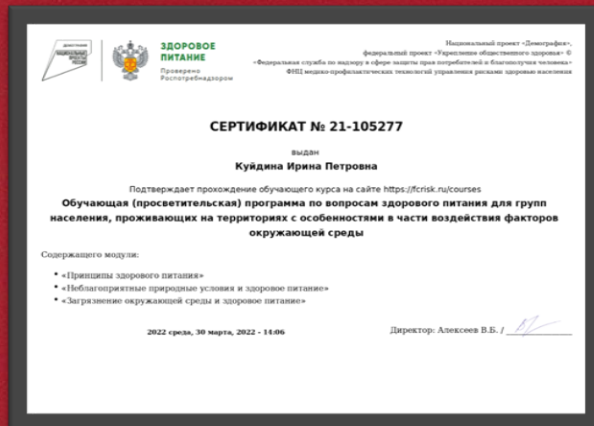 ДЕМОГРАФИЯ
НАЦИОНАЛЬНЫЕ
ПРОЕКТЫ
РОССИИ
ЗДОРОВОЕ
ПИТАНИЕ
Проверено
Роспотребнадзором
Национальный проект «Демография»,
федеральный проект «Укрепление общественного здоровья» ©
«Федеральная служба по надзору в сфере защиты прав потребителей и благополучия человека»
ФНЦ медико-профилактических технологий управления рисками здоровью населения
СЕРТИФИКАТ № 21-105277
выдан
Куйдина Ирина Петровна
Подтверждает прохождение обучающего курса на сайте https://fcrisk.ru/courses
Обучающая (просветительская) программа по вопросам здорового питания для групп
населения, проживающих на территориях с особенностями в части воздействия факторов
окружающей среды
Содержащего модули:
• «Принципы здорового питания»
• «Неблагоприятные природные условия и здоровое питание»
• «Загрязнение окружающей среды и здоровое питание»
2022 среда, 30 марта, 2022 - 14:06
Директор: Алексеев В.Б. /